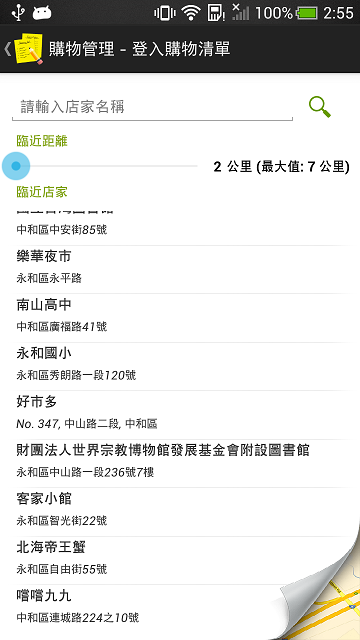 100% 2:55
購物管理 - 登入購物清單
請輸入店家名稱
臨近距離
2 公里 (最大值: 7 公里)
臨近店家
中和區中安街85號
樂華夜市
永和區永平路
南山高中
中和區廣福路41號
永和國小
永和區秀朗路一段120號
好市多
No. 347, 中山路二段, 中和區
財團法人世界宗教博物館發展基金會附設圖書館
永和區中山路一段236號7樓
客家小館
永和區智光街22號
北海帝王蟹
永和區自由街55號
嚐嚐九九
中和區連城路224之10號